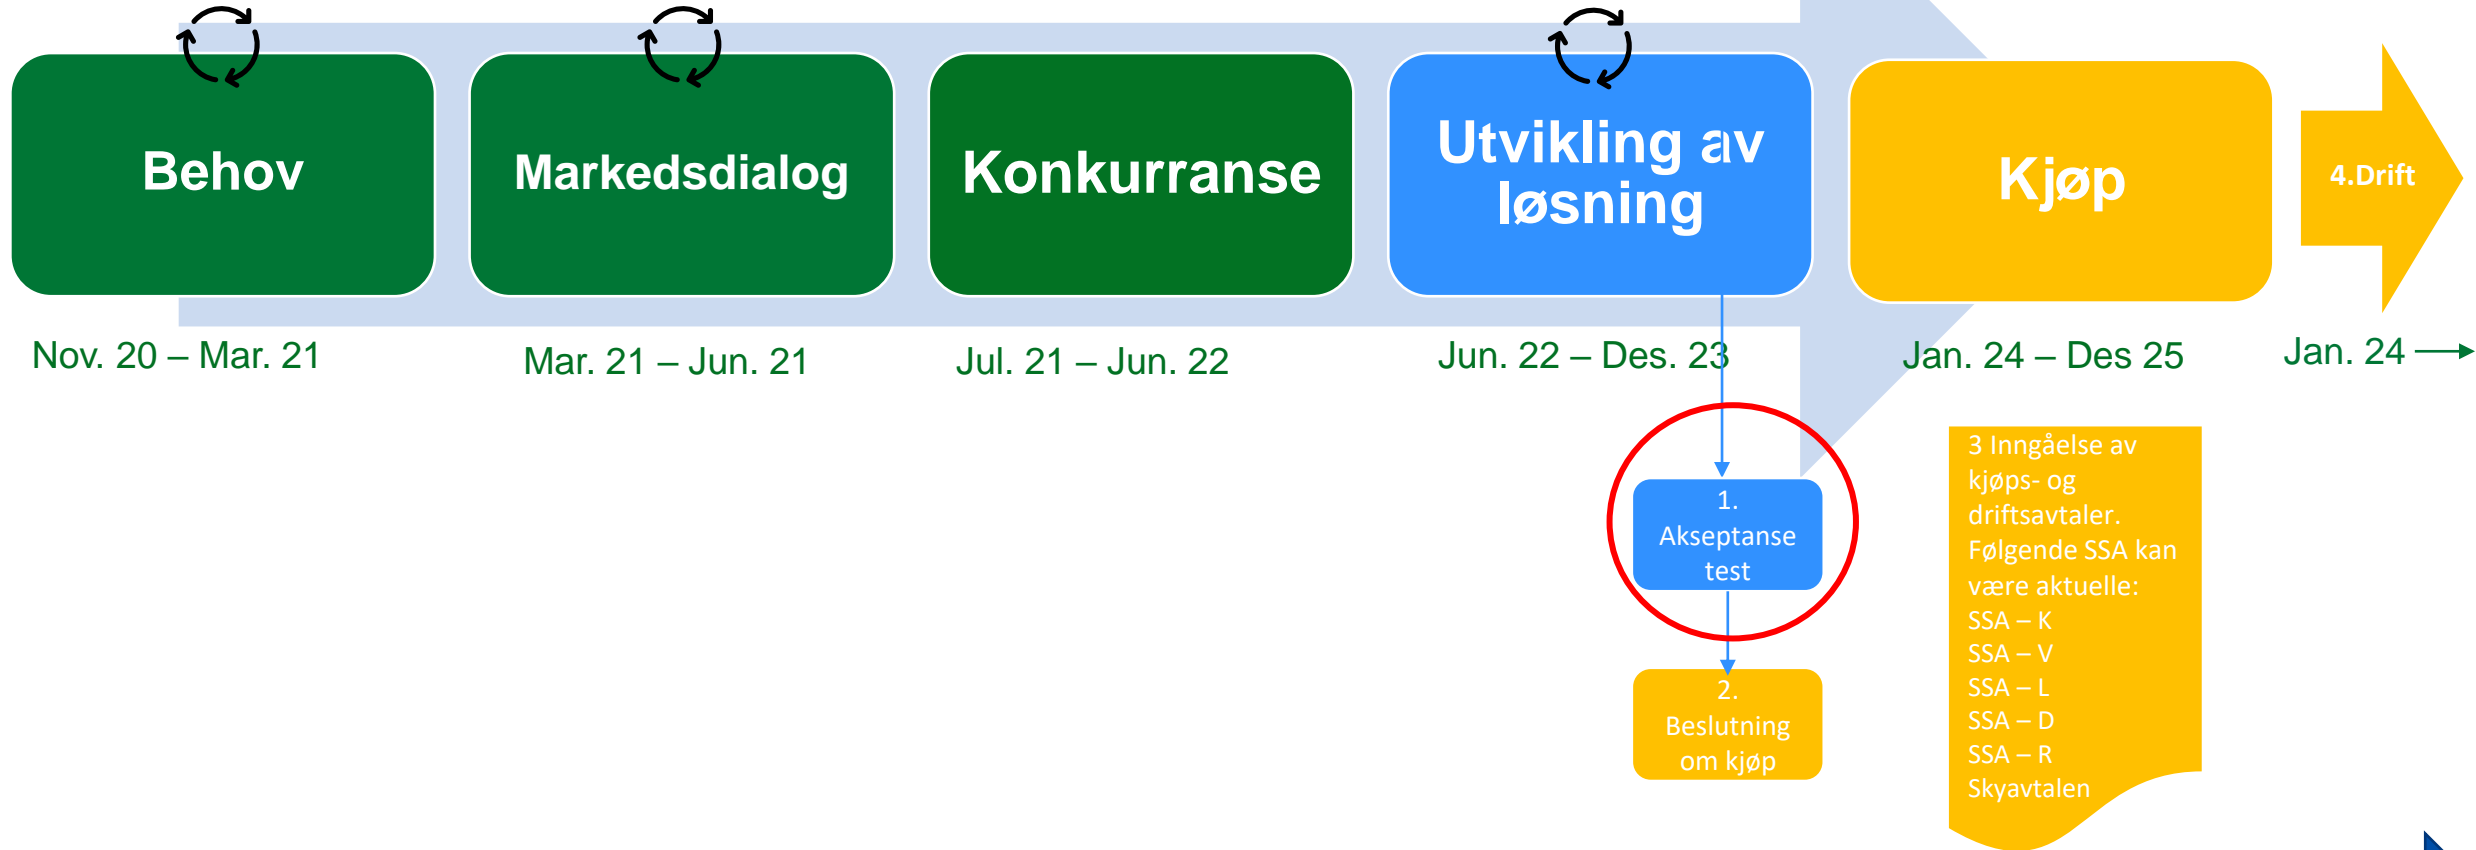 Behov
Markedsdialog
Konkurranse
Utvikling av
løsning
Kjøp
4.Drift
Nov. 20 – Mar. 21
Mar. 21 – Jun. 21
Jul. 21 – Jun. 22
Jun. 22 – Des. 23
Jan. 24 – Des 25
Jan. 24
1.
Akseptanse
test
2.
Beslutning
om kjøp
3 Inngåelse av
kjøps- og
driftsavtaler.
Følgende SSA kan
være aktuelle:
SSA – K
SSA – V
SSA – L
SSA – D
SSA – R
Skyavtalen